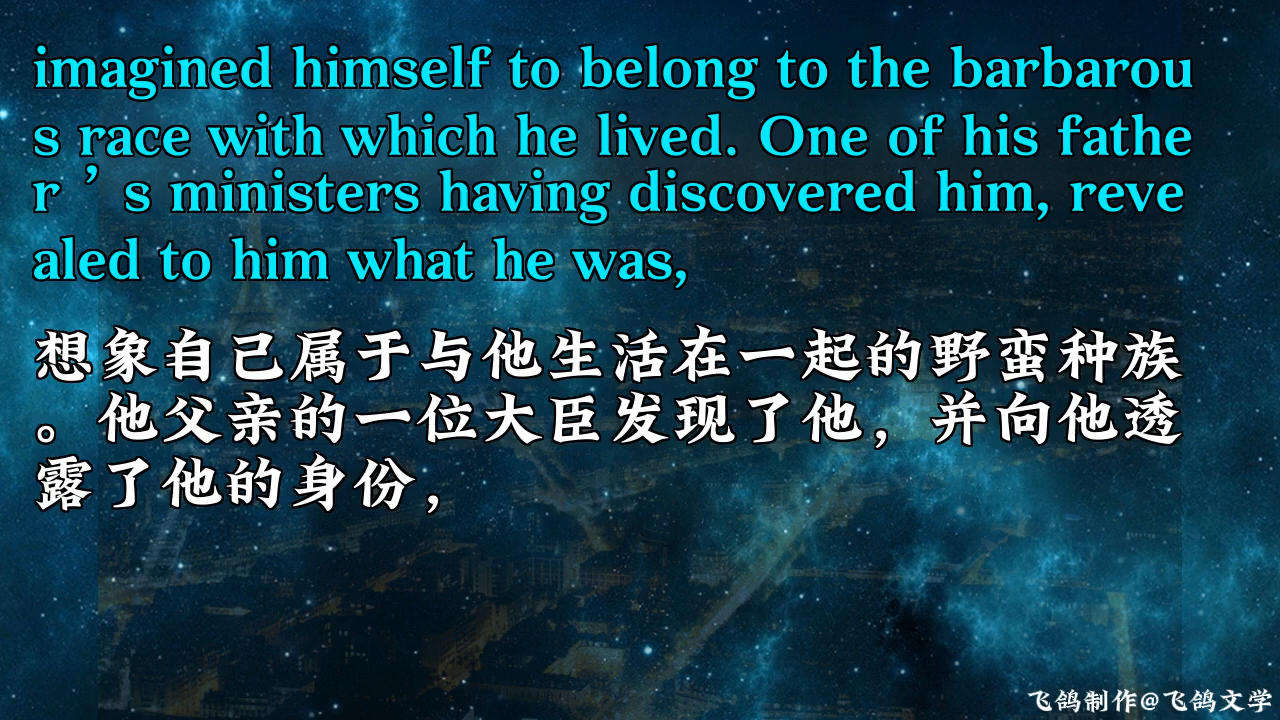 imagined himself to belong to the barbarou
s race with which he lived. One of his fathe
r ’ s ministers having discovered him, reve
aled to him what he was,
想象自己属于与他生活在一起的野蛮种族
。他父亲的一位大臣发现了他，并向他透
露了他的身份，
飞鸽制作@飞鸽文学